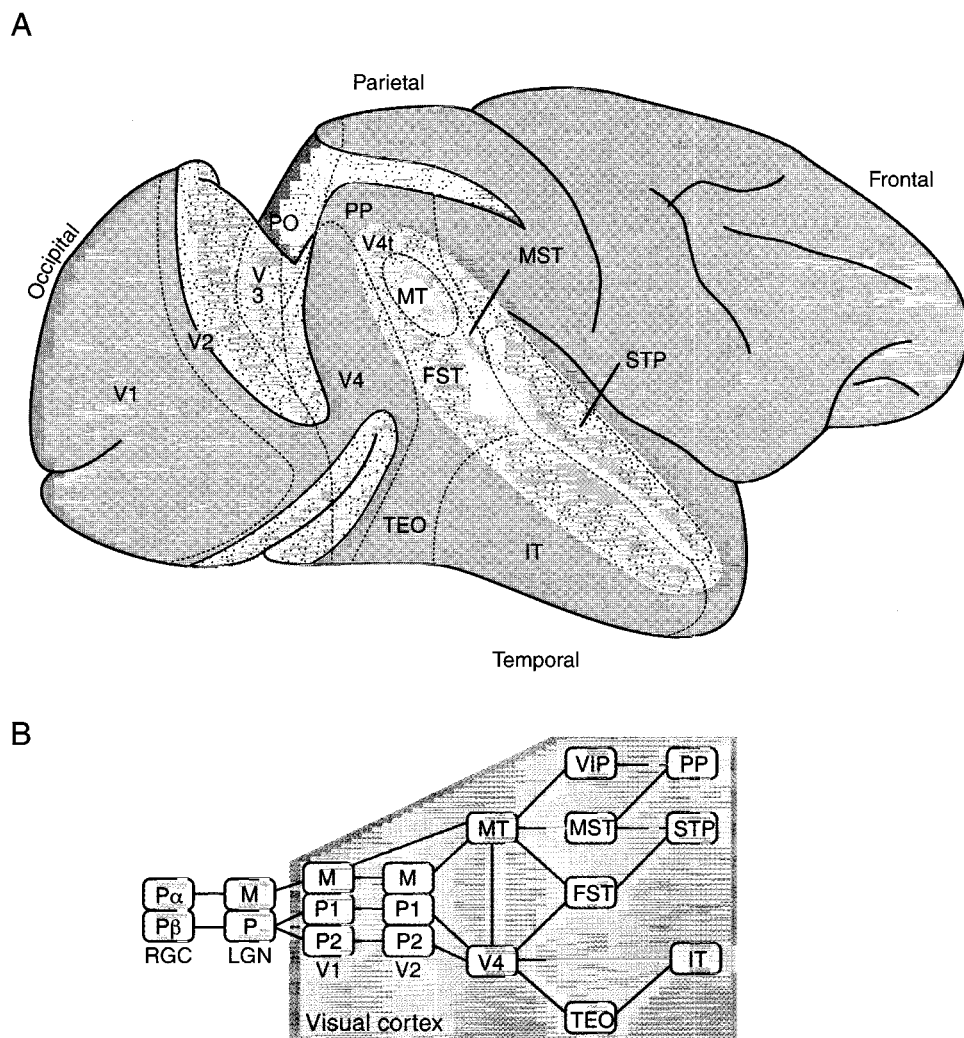 A
Parietal
Frontal
Occipital
PO
PP
V4t
MST
V
3
MT
V2
STP
V4
FST
V1
TEO
IT
Temporal
B
VIP
PP
MT
MST
STP
M
M
Pα
M
FST
P1
P1
Pβ
P
P2
P2
RGC
LGN
V1
V2
V4
IT
TEO
Visual cortex